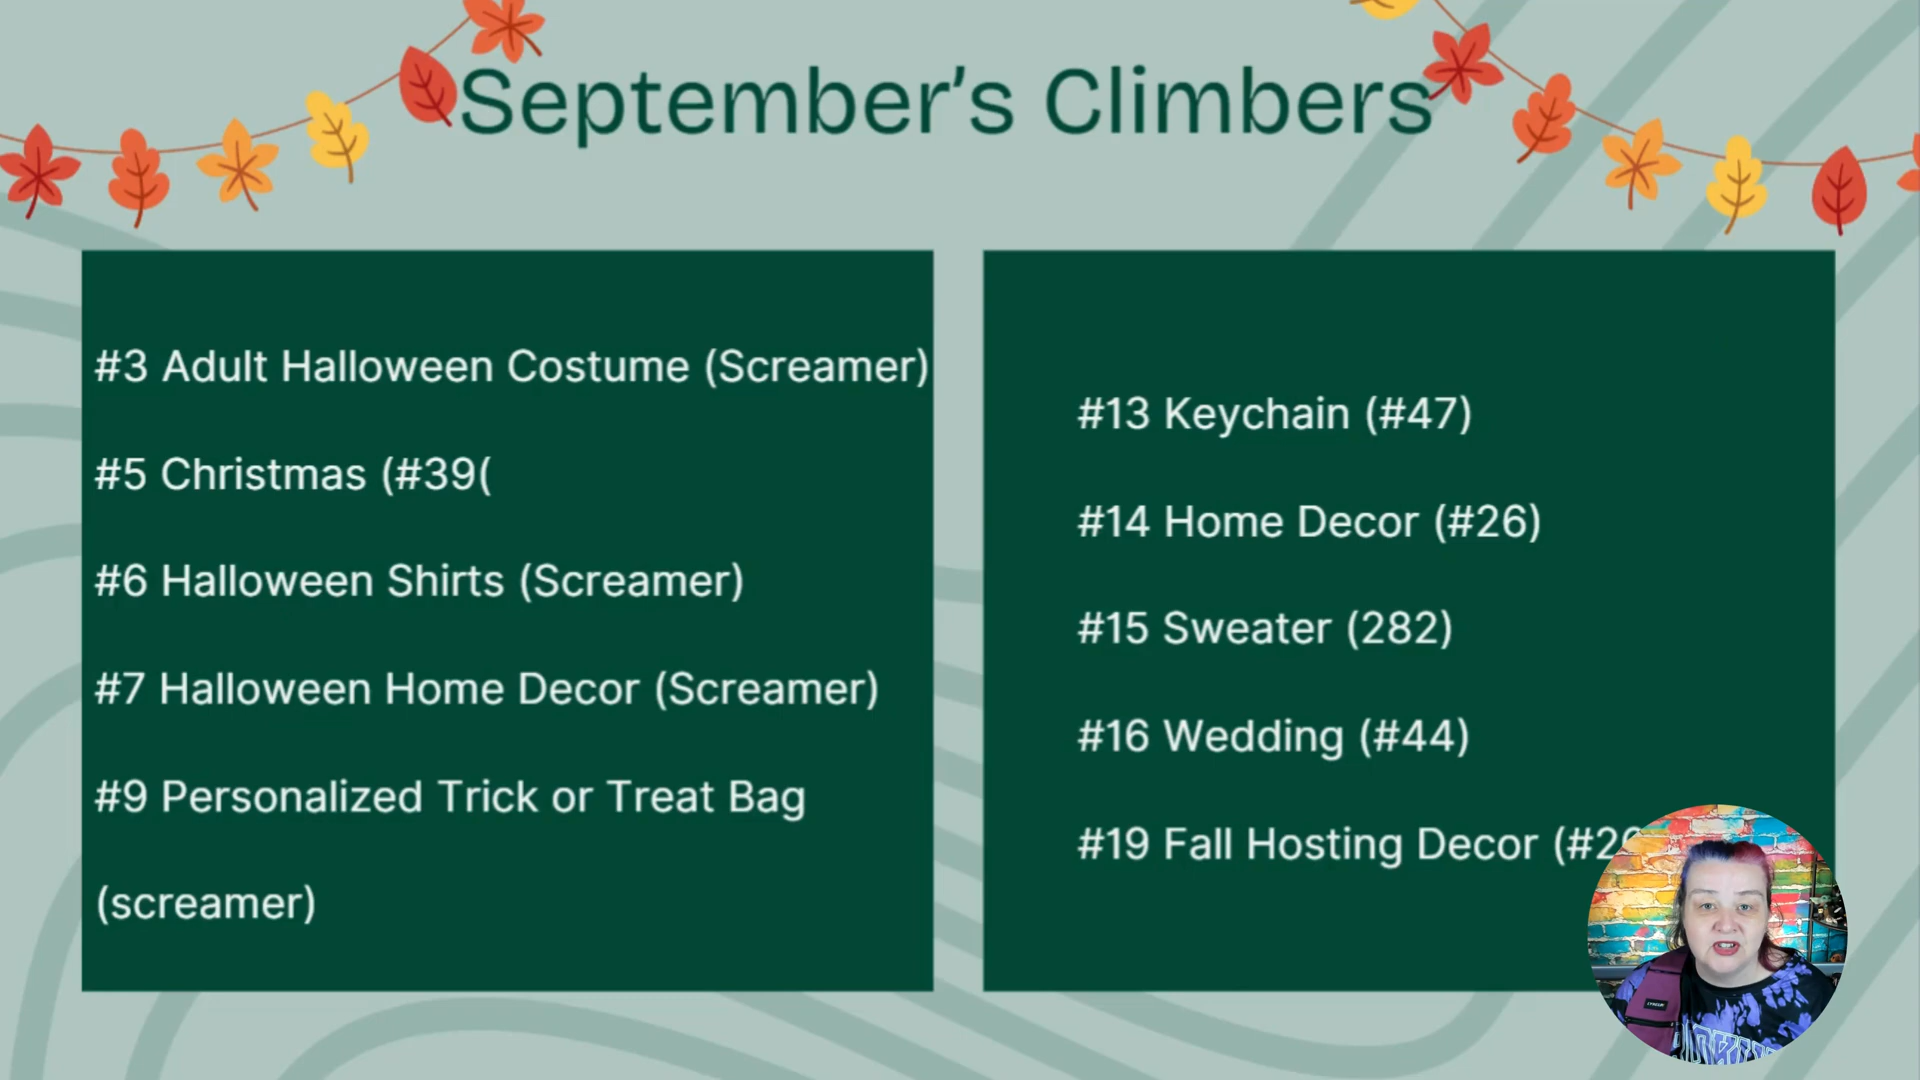 September's Climbers
#3 Adult Halloween Costume (Screamer)
#5 Christmas (#39(
#6 Halloween Shirts (Screamer)
#7 Halloween Home Decor (Screamer)
#9 Personalized Trick or Treat Bag
(screamer)
#13 Keychain (#47)
#14 Home Decor (#26)
#15 Sweater (282)
#16 Wedding (#44)
#19 Fall Hosting Decor